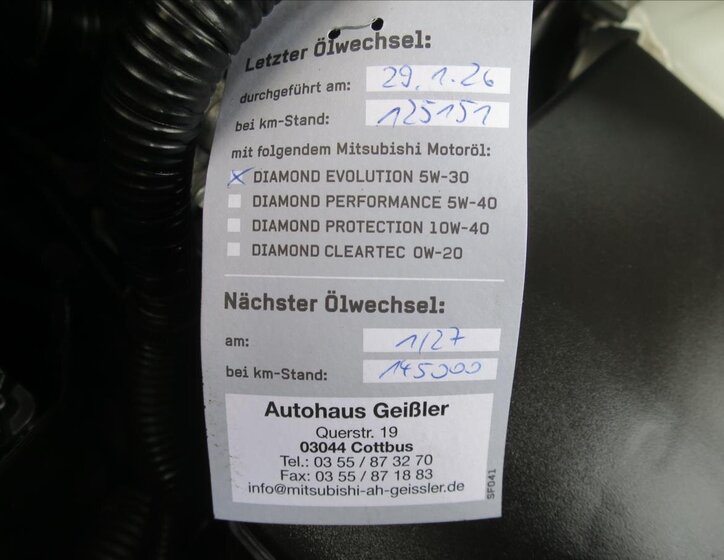 Letzter Ölwechsel:
durchgeführt am: 29.1.26
bei km-Stand: 125151
mit folgendem Mitsubishi Motoröl:
DIAMOND EVOLUTION 5W-30
DIAMOND PERFORMANCE 5W-40
DIAMOND PROTECTION 10W-40
DIAMOND CLEARTEC 0W-20
Nächster Ölwechsel:
am: 1/27
bei km-Stand: 145000
Autohaus Geißler
Querstr. 19
03044 Cottbus
Tel.: 03 55 / 87 32 70
Fax: 03 55 / 87 18 83
info@mitsubishi-ah-geissler.de
SF041